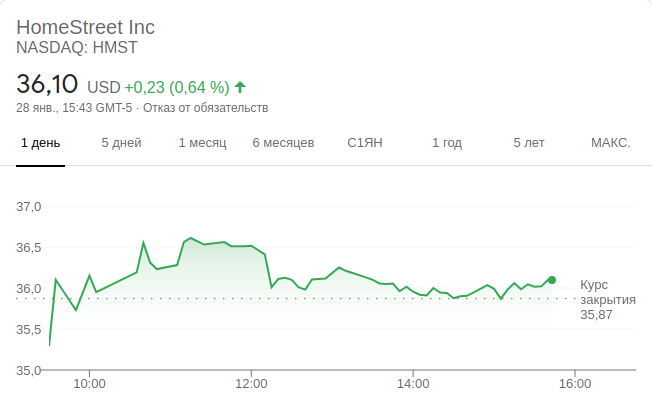 HomeStreet Inc
NASDAQ: HMST
36,10 USD +0,23 (0,64 %)
28 янв., 15:43 GMT-5 · Отказ от обязательств
1 день 5 дней 1 месяц 6 месяцев С1ЯН 1 год 5 лет МАКС.
37,0
36,5
36,0
35,5
35,0
Курс
закрытия
35,87
10:00 12:00 14:00 16:00